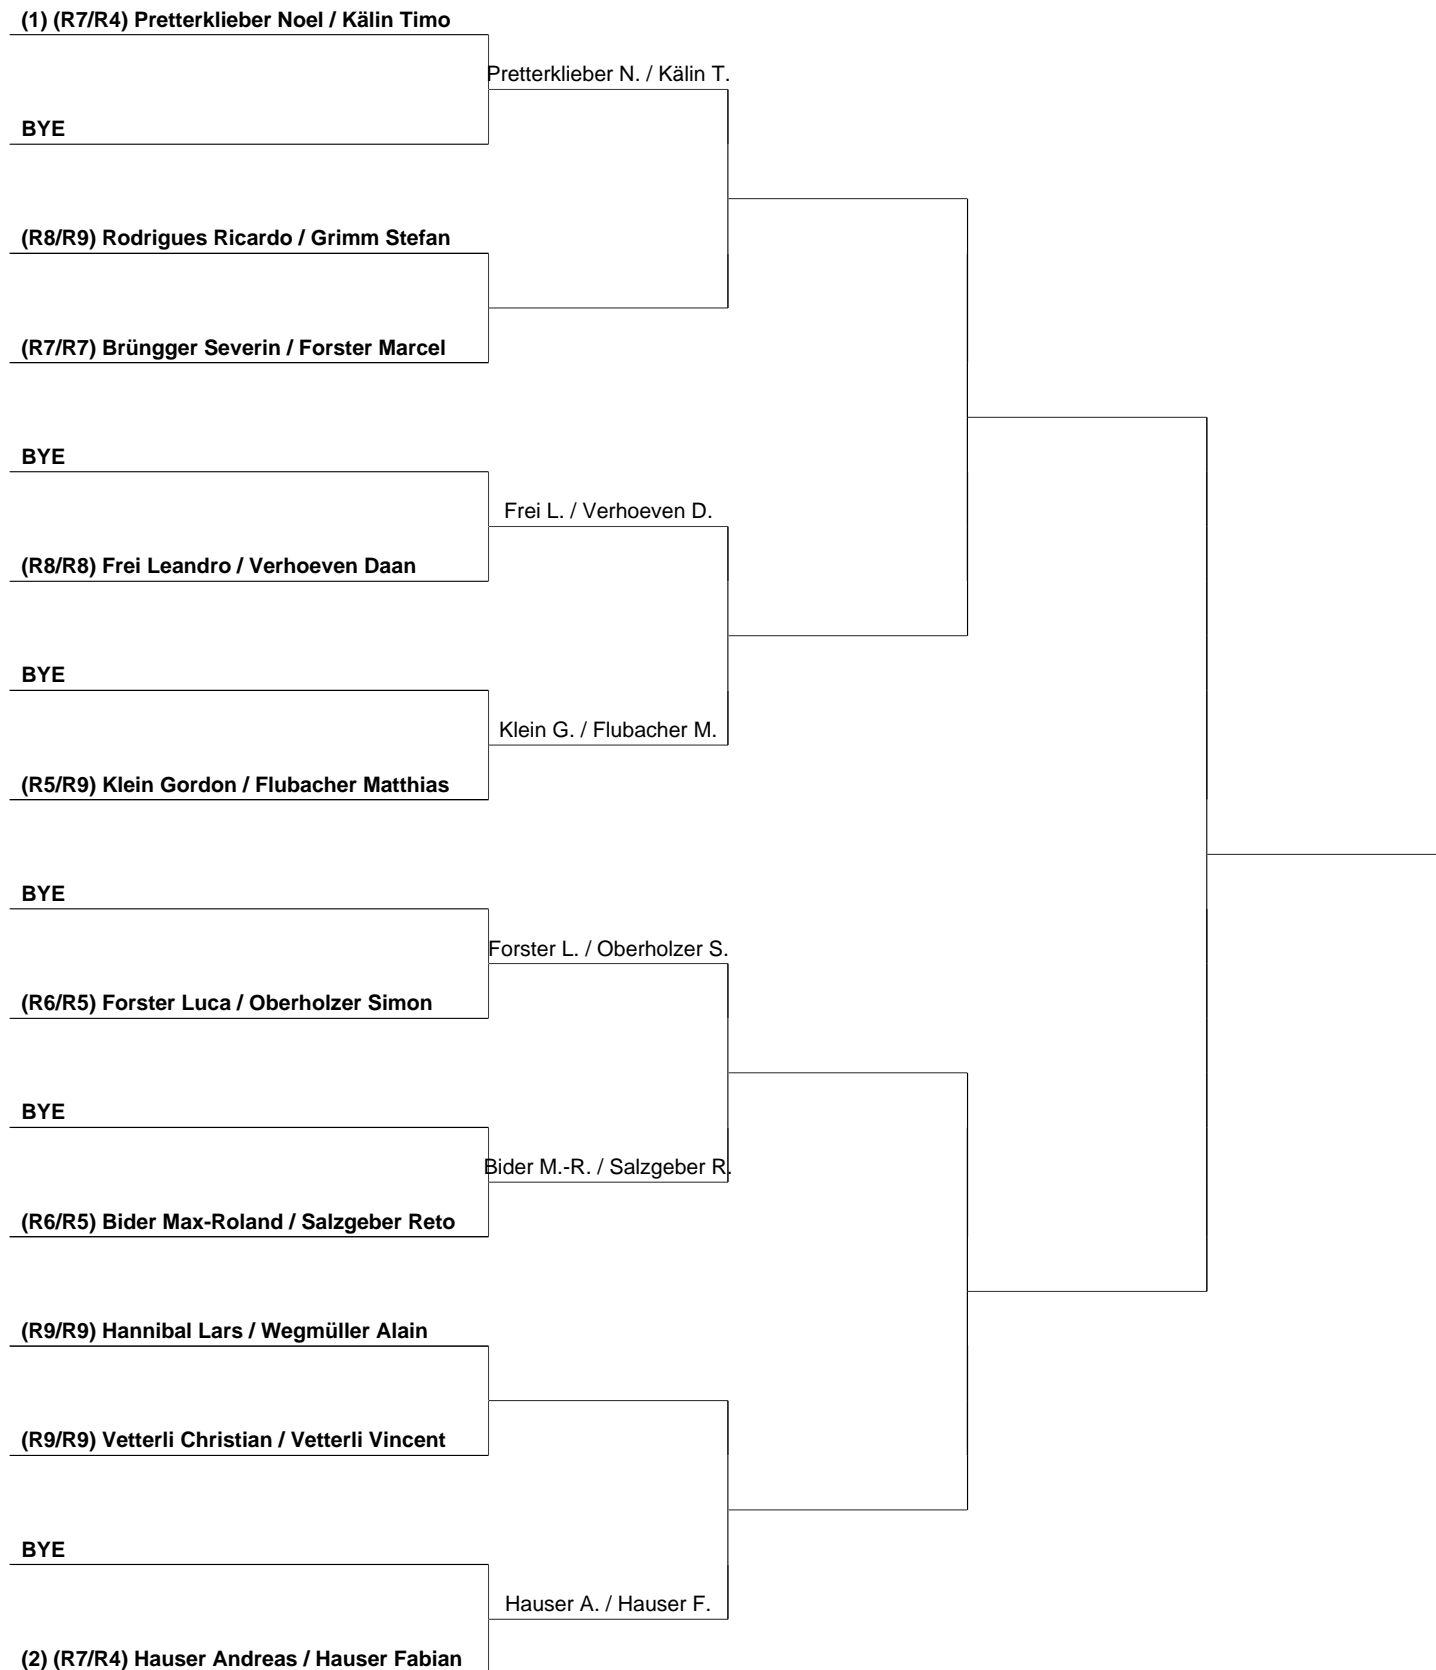 (1) (R7/R4) Pretterklieber Noel / Kälin Timo
Pretterklieber N. / Kälin T.
BYE
(R8/R9) Rodrigues Ricardo / Grimm Stefan
(R7/R7) Brüngger Severin / Forster Marcel
BYE
Frei L. / Verhoeven D.
(R8/R8) Frei Leandro / Verhoeven Daan
BYE
Klein G. / Flubacher M.
(R5/R9) Klein Gordon / Flubacher Matthias
BYE
Forster L. / Oberholzer S.
(R6/R5) Forster Luca / Oberholzer Simon
BYE
Bider M.-R. / Salzgeber R.
(R6/R5) Bider Max-Roland / Salzgeber Reto
(R9/R9) Hannibal Lars / Wegmüller Alain
(R9/R9) Vetterli Christian / Vetterli Vincent
BYE
Hauser A. / Hauser F.
(2) (R7/R4) Hauser Andreas / Hauser Fabian